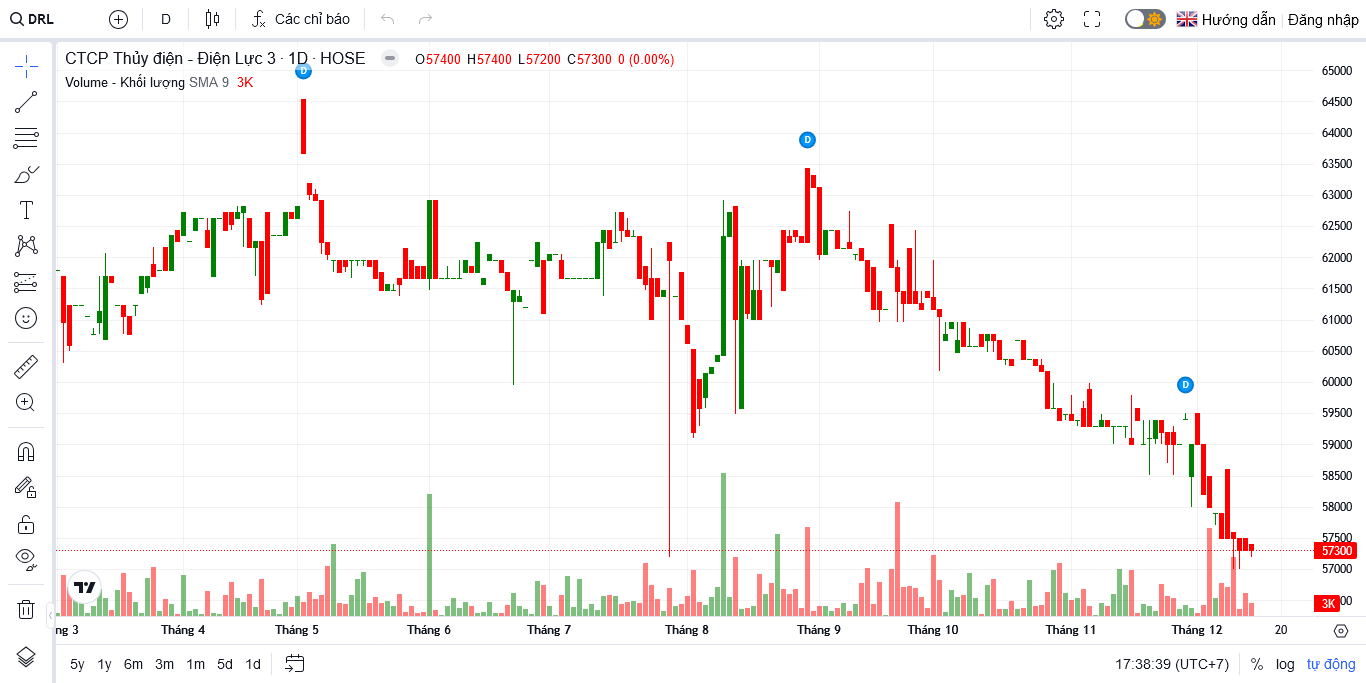 DRL D Các chỉ báo Hướng dẫn Đăng nhập
CTCP Thủy điện - Điện Lực 3 · 1D · HOSE O57400 H57400 L57200 C57300 0 (0.00%)
Volume - Khối lượng SMA 9 3K
D
D
D
65000
64500
64000
63500
63000
62500
62000
61500
61000
60500
60000
59500
59000
58500
58000
57500
57300
57000
3K
ng 3 Tháng 4 Tháng 5 Tháng 6 Tháng 7 Tháng 8 Tháng 9 Tháng 10 Tháng 11 Tháng 12 20
5y 1y 6m 3m 1m 5d 1d 17:38:39 (UTC+7) % log tự động